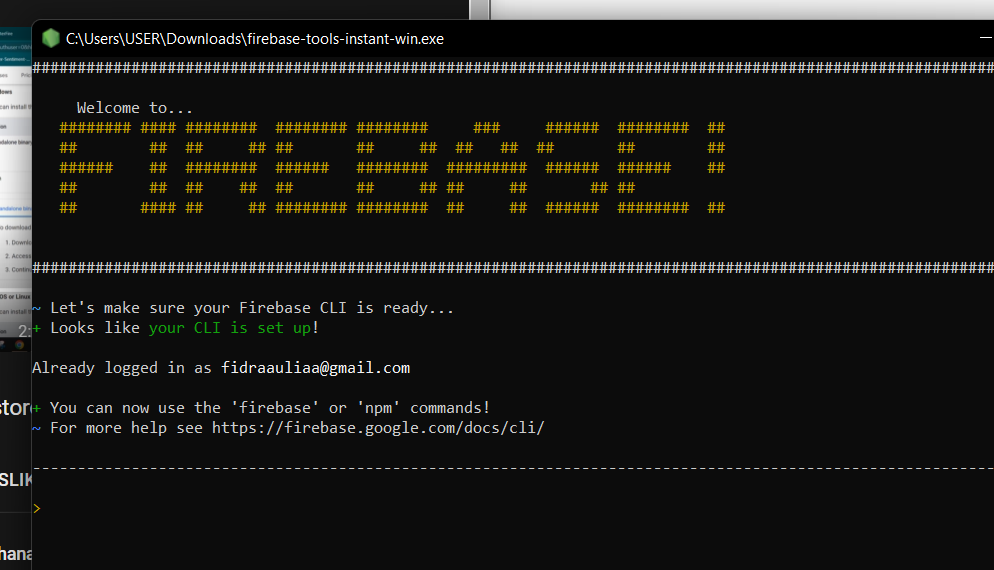 C:\Users\USER\Downloads\firebase-tools-instant-win.exe
Welcome to...
FIREBASE!
~ Let's make sure your Firebase CLI is ready...
+ Looks like your CLI is set up!
Already logged in as fidraauliaa@gmail.com
+ You can now use the 'firebase' or 'npm' commands!
~ For more help see https://firebase.google.com/docs/cli/
>